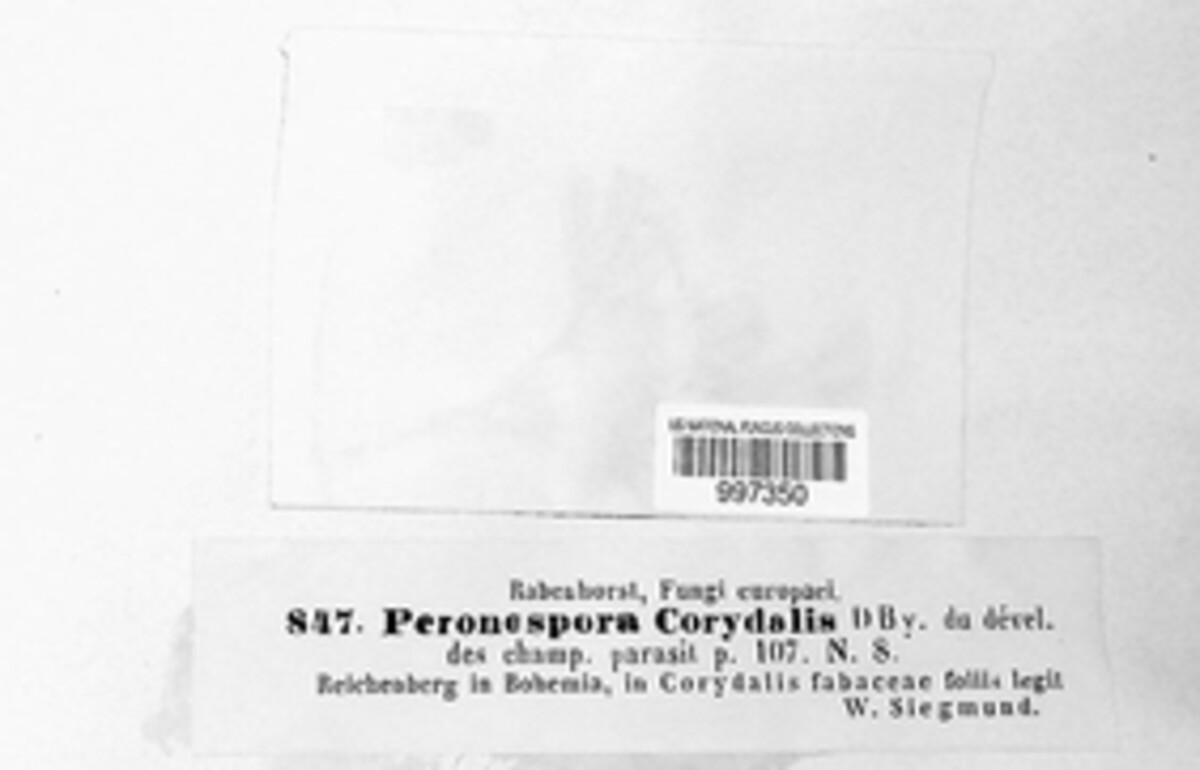 US NATIONAL FUNGUS COLLECTIONS
997350
Rabenhorst, Fungi europaei.
847. Peronospora Corydalis DBy. du dével.
des champ. parasit p. 107. N. 8.
Reichenberg in Bohemia, in Corydalis fabaceae foliis legit
W. Siegmund.